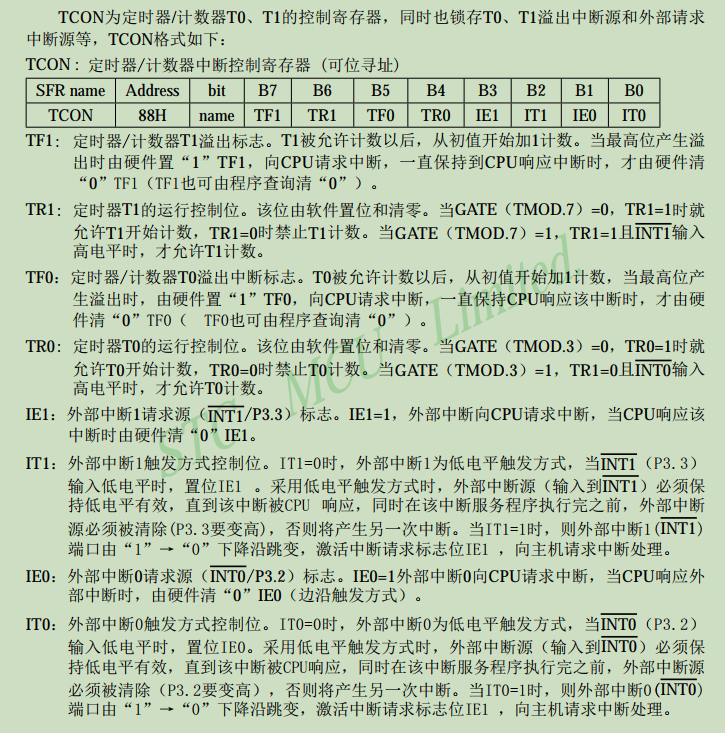 TCON为定时器/计数器T0、T1的控制寄存器，同时也锁存T0、T1溢出中断源和外部请求
中断源等，TCON格式如下：
TCON：定时器/计数器中断控制寄存器（可位寻址）
SFR name Address bit B7 B6 B5 B4 B3 B2 B1 B0
TCON 88H name TF1 TR1 TF0 TR0 IE1 IT1 IE0 IT0
TF1：定时器/计数器T1溢出标志。T1被允许计数以后，从初值开始加1计数。当最高位产生溢
出时由硬件置“1”TF1，向CPU请求中断，一直保持到CPU响应中断时，才由硬件清
“0”TF1（TF1也可由程序查询清“0”）。
TR1：定时器T1的运行控制位。该位由软件置位和清零。当GATE（TMOD.7）=0，TR1=1时就
允许T1开始计数，TR1=0时禁止T1计数。当GATE（TMOD.7）=1，TR1=1且INT1输入
高电平时，才允许T1计数。
TF0：定时器/计数器T0溢出中断标志。T0被允许计数以后，从初值开始加1计数，当最高位产
生溢出时，由硬件置“1”TF0，向CPU请求中断，一直保持CPU响应该中断时，才由硬
件清“0”TF0（ TF0也可由程序查询清“0”）。
TR0：定时器T0的运行控制位。该位由软件置位和清零。当GATE（TMOD.3）=0，TR0=1时就
允许T0开始计数，TR0=0时禁止T0计数。当GATE（TMOD.3）=1，TR1=0且INT0输入
高电平时，才允许T0计数。
IE1：外部中断1请求源（INT1/P3.3）标志。IE1=1，外部中断向CPU请求中断，当CPU响应该
中断时由硬件清“0”IE1。
IT1：外部中断1触发方式控制位。IT1=0时，外部中断1为低电平触发方式，当INT1（P3.3）
输入低电平时，置位IE1 。采用低电平触发方式时，外部中断源（输入到INT1）必须保
持低电平有效，直到该中断被CPU 响应，同时在该中断服务程序执行完之前，外部中断
源必须被清除(P3.3要变高)，否则将产生另一次中断。当IT1=1时，则外部中断1(INT1)
端口由“1”→“0”下降沿跳变，激活中断请求标志位IE1 ，向主机请求中断处理。
IE0：外部中断0请求源（INT0/P3.2）标志。IE0=1外部中断0向CPU请求中断，当CPU响应外
部中断时，由硬件清“0”IE0（边沿触发方式）。
IT0：外部中断0触发方式控制位。IT0=0时，外部中断0为低电平触发方式，当INT0（P3.2）
输入低电平时，置位IE0。采用低电平触发方式时，外部中断源（输入到INT0）必须保
持低电平有效，直到该中断被CPU响应，同时在该中断服务程序执行完之前，外部中断源
必须被清除（P3.2要变高），否则将产生另一次中断。当IT0=1时，则外部中断0(INT0)
端口由“1”→“0”下降沿跳变，激活中断请求标志位IE1 ，向主机请求中断处理。
STC MCU Limited.